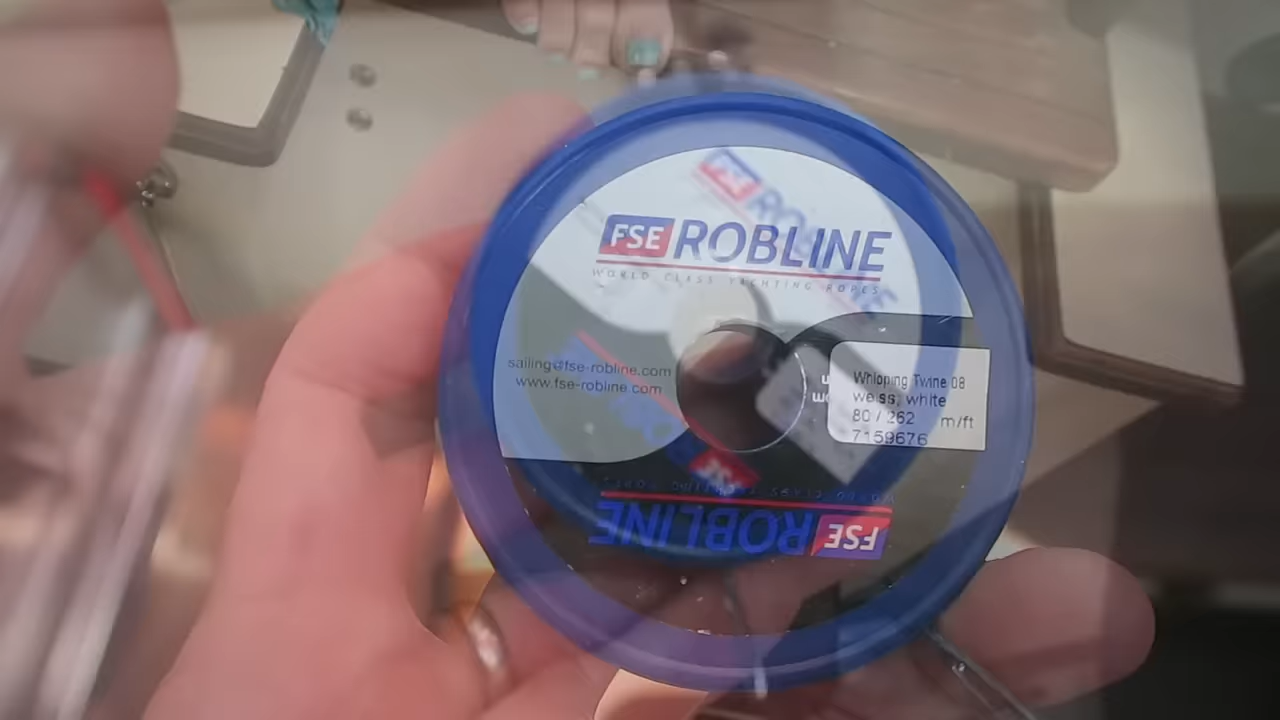 FSE ROBLINE
WORLD CLASS YACHTING ROPES
sailing@fse-robline.com
www.fse-robline.com
Whipping Twine 08
weiss; white
80 / 262 m/ft
7159676
FSE ROBLINE